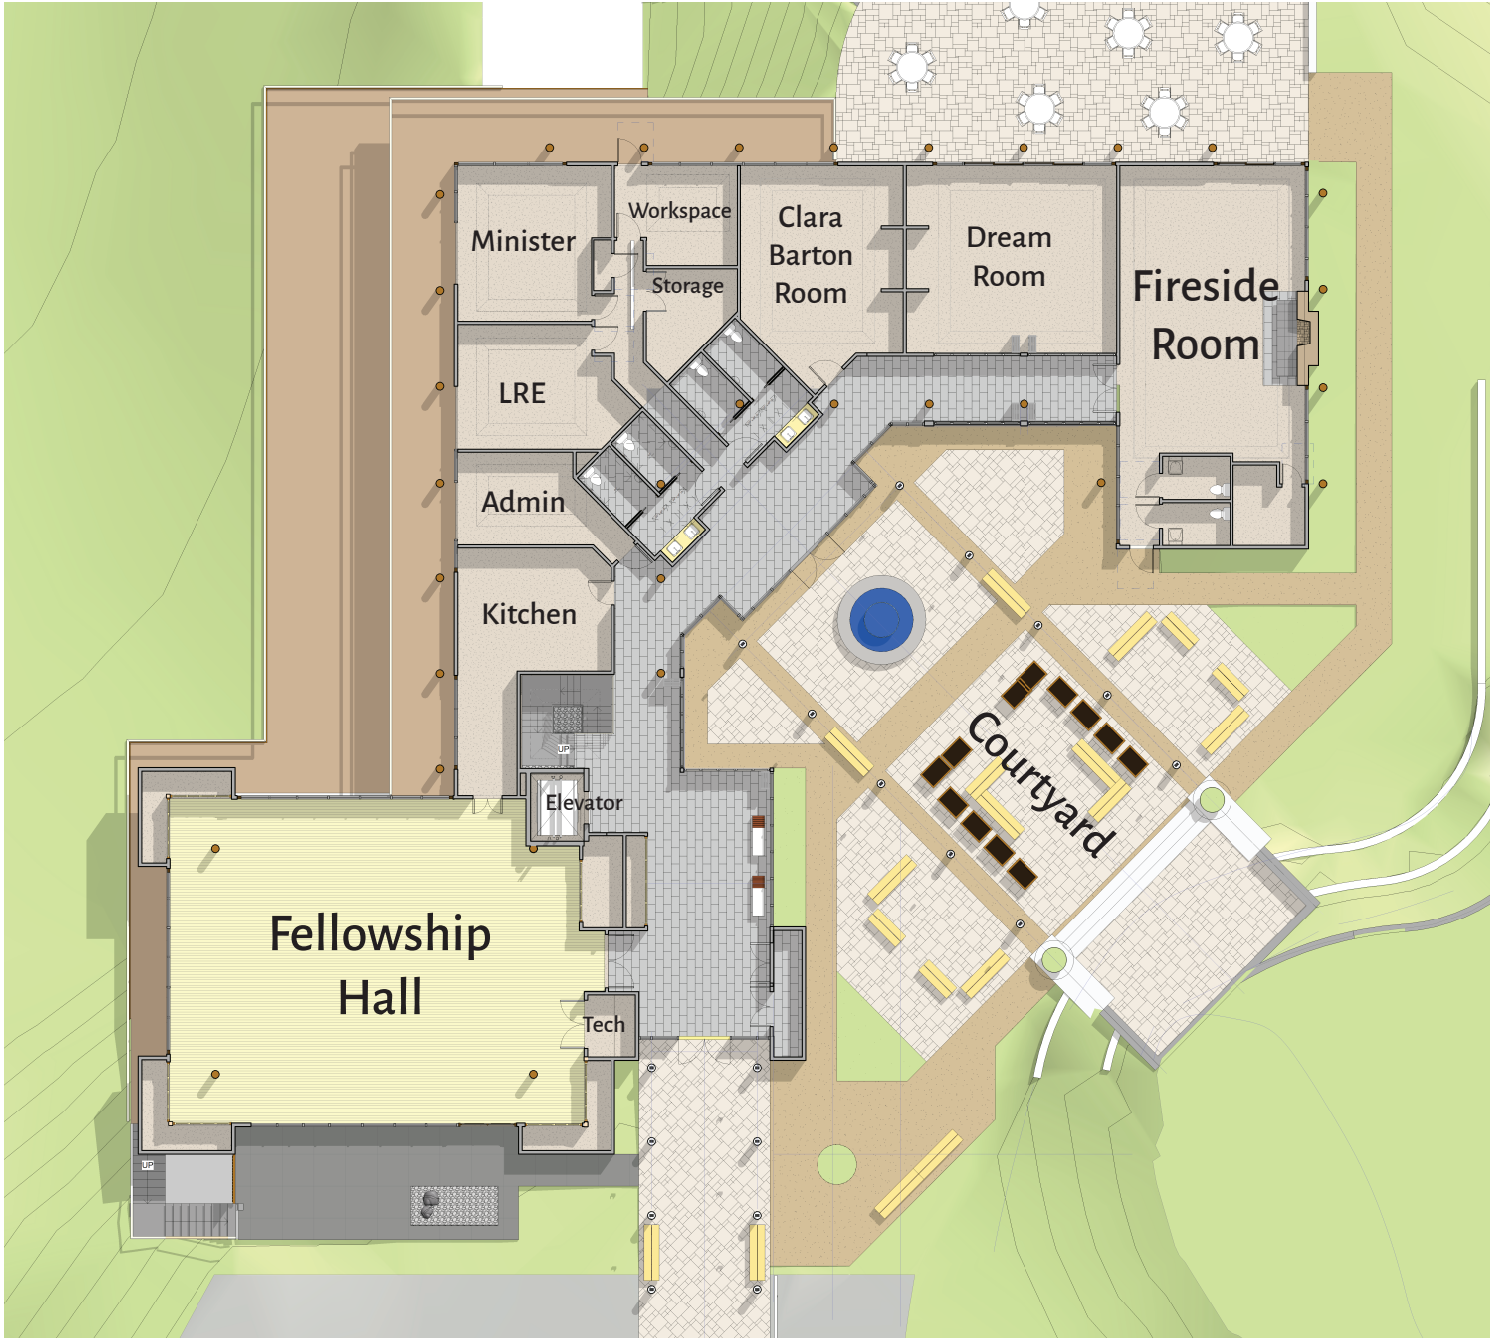 Workspace
Minister
Clara
Barton
Room
Dream
Room
Storage
Fireside
Room
LRE
Admin
Kitchen
UP
Elevator
Courtyard
Fellowship
Hall
Tech
UP